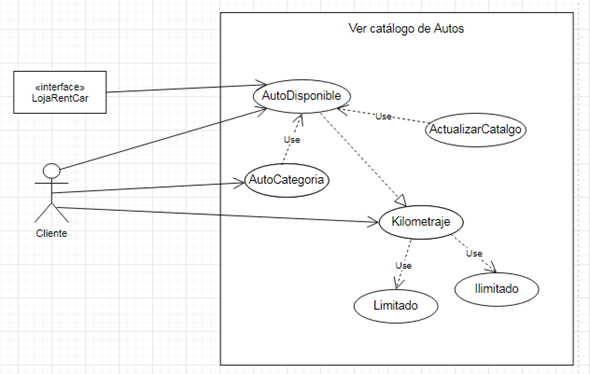 Ver catálogo de Autos
«interface»
LojaRentCar
AutoDisponible
Use
ActualizarCatalgo
Use
AutoCategoria
Cliente
Kilometraje
Use
Use
Limitado
Ilimitado